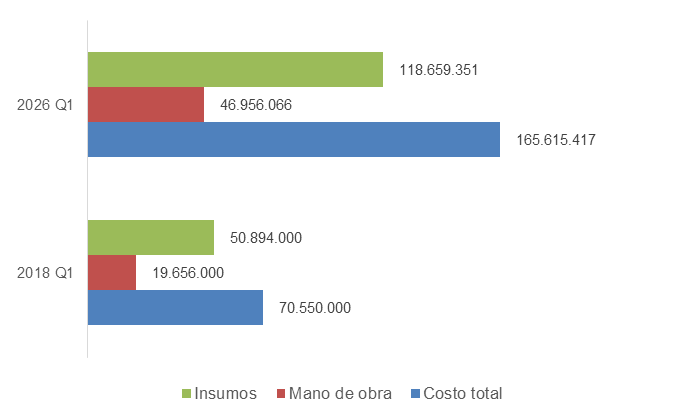 118.659.351
2026 Q1
46.956.066
165.615.417
50.894.000
2018 Q1
19.656.000
70.550.000
Insumos Mano de obra Costo total